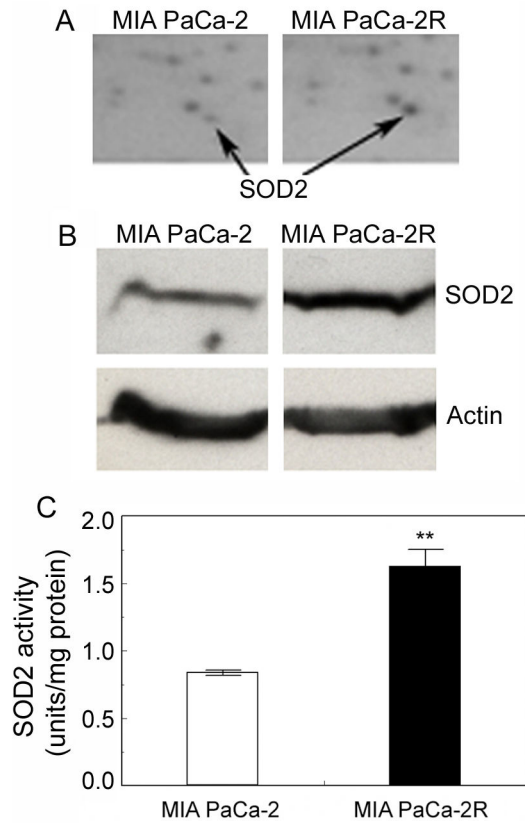 A
MIA PaCa-2 MIA PaCa-2R
SOD2
B
MIA PaCa-2 MIA PaCa-2R
SOD2
Actin
C
SOD2 activity
(units/mg protein)
2.0
1.5
1.0
0.5
0.0
**
MIA PaCa-2 MIA PaCa-2R